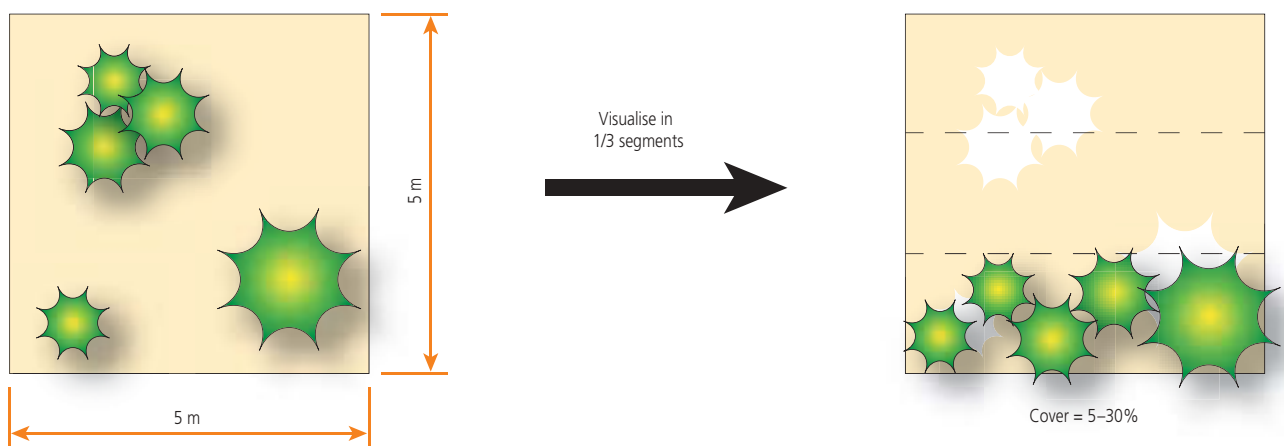 5 m
5 m
Visualise in
1/3 segments
Cover = 5–30%